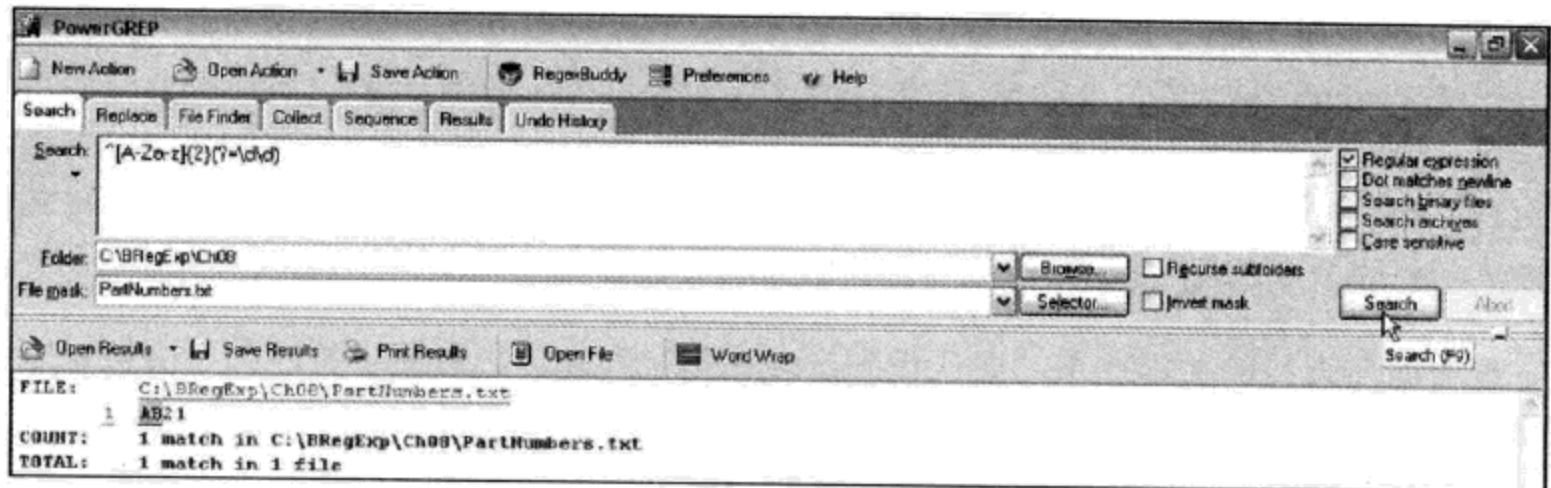 PowerGREP
New Action Open Action Save Action RegexBuddy Preferences Help
Search Replace File Finder Collect Sequence Results Undo History
Search: ^[A-Za-z]{2}(?=\d\d)
Regular expression
Dot matches newline
Search binary files
Search archives
Case sensitive
Folder: C:\BRegExp\Ch08 Browse... Recurse subfolders
File mask: PartNumbers.txt Selector... Invert mask Search Abort
Open Results Save Results Print Results Open File Word Wrap Search (F9)
FILE: C:\BRegExp\Ch08\PartNumbers.txt
1 AB21
COUNT: 1 match in C:\BRegExp\Ch08\PartNumbers.txt
TOTAL: 1 match in 1 file